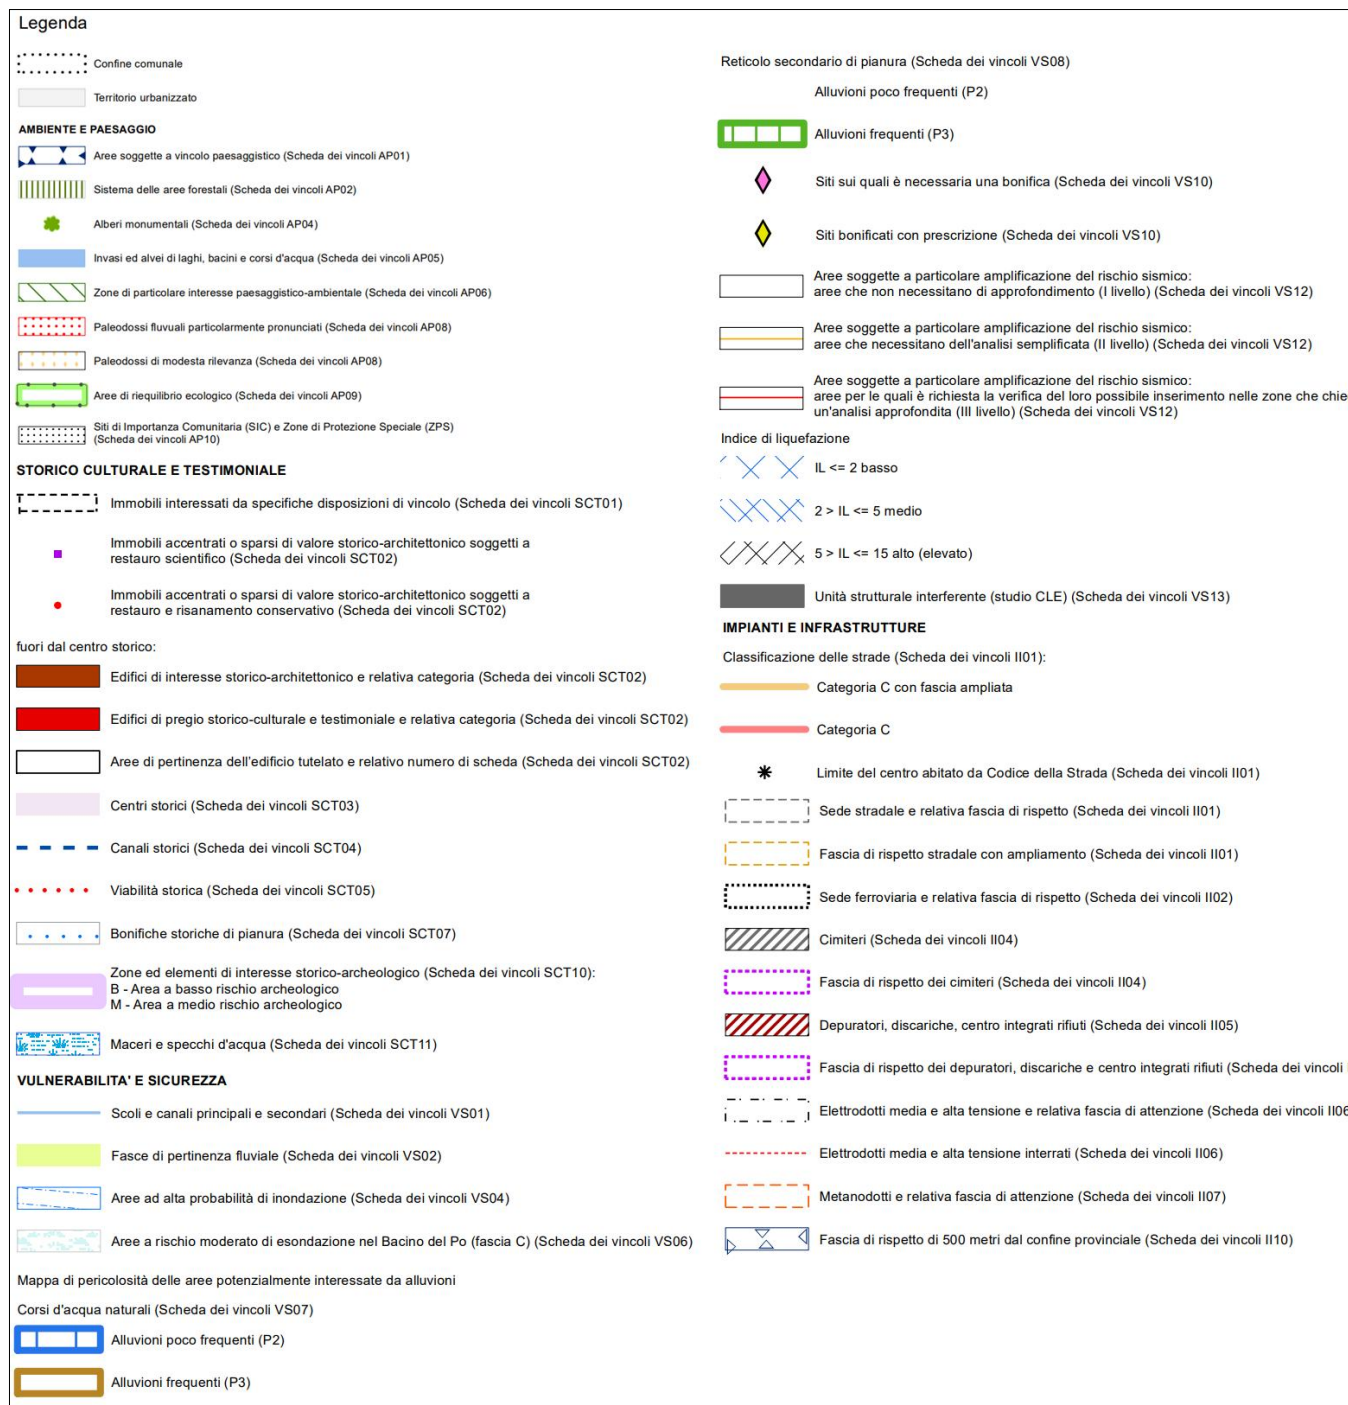 Legenda
Confine comunale
Territorio urbanizzato
AMBIENTE E PAESAGGIO
Aree soggette a vincolo paesaggistico (Scheda dei vincoli AP01)
Sistema delle aree forestali (Scheda dei vincoli AP02)
Alberi monumentali (Scheda dei vincoli AP04)
Invasi ed alvei di laghi, bacini e corsi d'acqua (Scheda dei vincoli AP05)
Zone di particolare interesse paesaggistico-ambientale (Scheda dei vincoli AP06)
Paleodossi fluvuali particolarmente pronunciati (Scheda dei vincoli AP08)
Paleodossi di modesta rilevanza (Scheda dei vincoli AP08)
Aree di riequilibrio ecologico (Scheda dei vincoli AP09)
Siti di Importanza Comunitaria (SIC) e Zone di Protezione Speciale (ZPS)
(Scheda dei vincoli AP10)
STORICO CULTURALE E TESTIMONIALE
Immobili interessati da specifiche disposizioni di vincolo (Scheda dei vincoli SCT01)
Immobili accentrati o sparsi di valore storico-architettonico soggetti a
restauro scientifico (Scheda dei vincoli SCT02)
Immobili accentrati o sparsi di valore storico-architettonico soggetti a
restauro e risanamento conservativo (Scheda dei vincoli SCT02)
fuori dal centro storico:
Edifici di interesse storico-architettonico e relativa categoria (Scheda dei vincoli SCT02)
Edifici di pregio storico-culturale e testimoniale e relativa categoria (Scheda dei vincoli SCT02)
Aree di pertinenza dell'edificio tutelato e relativo numero di scheda (Scheda dei vincoli SCT02)
Centri storici (Scheda dei vincoli SCT03)
Canali storici (Scheda dei vincoli SCT04)
Viabilità storica (Scheda dei vincoli SCT05)
Bonifiche storiche di pianura (Scheda dei vincoli SCT07)
Zone ed elementi di interesse storico-archeologico (Scheda dei vincoli SCT10):
B - Area a basso rischio archeologico
M - Area a medio rischio archeologico
Maceri e specchi d'acqua (Scheda dei vincoli SCT11)
VULNERABILITA' E SICUREZZA
Scoli e canali principali e secondari (Scheda dei vincoli VS01)
Fasce di pertinenza fluviale (Scheda dei vincoli VS02)
Aree ad alta probabilità di inondazione (Scheda dei vincoli VS04)
Aree a rischio moderato di esondazione nel Bacino del Po (fascia C) (Scheda dei vincoli VS06)
Mappa di pericolosità delle aree potenzialmente interessate da alluvioni
Corsi d'acqua naturali (Scheda dei vincoli VS07)
Alluvioni poco frequenti (P2)
Alluvioni frequenti (P3)
Reticolo secondario di pianura (Scheda dei vincoli VS08)
Alluvioni poco frequenti (P2)
Alluvioni frequenti (P3)
Siti sui quali è necessaria una bonifica (Scheda dei vincoli VS10)
Siti bonificati con prescrizione (Scheda dei vincoli VS10)
Aree soggette a particolare amplificazione del rischio sismico:
aree che non necessitano di approfondimento (I livello) (Scheda dei vincoli VS12)
Aree soggette a particolare amplificazione del rischio sismico:
aree che necessitano dell'analisi semplificata (II livello) (Scheda dei vincoli VS12)
Aree soggette a particolare amplificazione del rischio sismico:
aree per le quali è richiesta la verifica del loro possibile inserimento nelle zone che chie
un'analisi approfondita (III livello) (Scheda dei vincoli VS12)
Indice di liquefazione
IL <= 2 basso
2 > IL <= 5 medio
5 > IL <= 15 alto (elevato)
Unità strutturale interferente (studio CLE) (Scheda dei vincoli VS13)
IMPIANTI E INFRASTRUTTURE
Classificazione delle strade (Scheda dei vincoli II01):
Categoria C con fascia ampliata
Categoria C
Limite del centro abitato da Codice della Strada (Scheda dei vincoli II01)
Sede stradale e relativa fascia di rispetto (Scheda dei vincoli II01)
Fascia di rispetto stradale con ampliamento (Scheda dei vincoli II01)
Sede ferroviaria e relativa fascia di rispetto (Scheda dei vincoli II02)
Cimiteri (Scheda dei vincoli II04)
Fascia di rispetto dei cimiteri (Scheda dei vincoli II04)
Depuratori, discariche, centro integrati rifiuti (Scheda dei vincoli II05)
Fascia di rispetto dei depuratori, discariche e centro integrati rifiuti (Scheda dei vincoli
Elettrodotti media e alta tensione e relativa fascia di attenzione (Scheda dei vincoli II06
Elettrodotti media e alta tensione interrati (Scheda dei vincoli II06)
Metanodotti e relativa fascia di attenzione (Scheda dei vincoli II07)
Fascia di rispetto di 500 metri dal confine provinciale (Scheda dei vincoli II10)